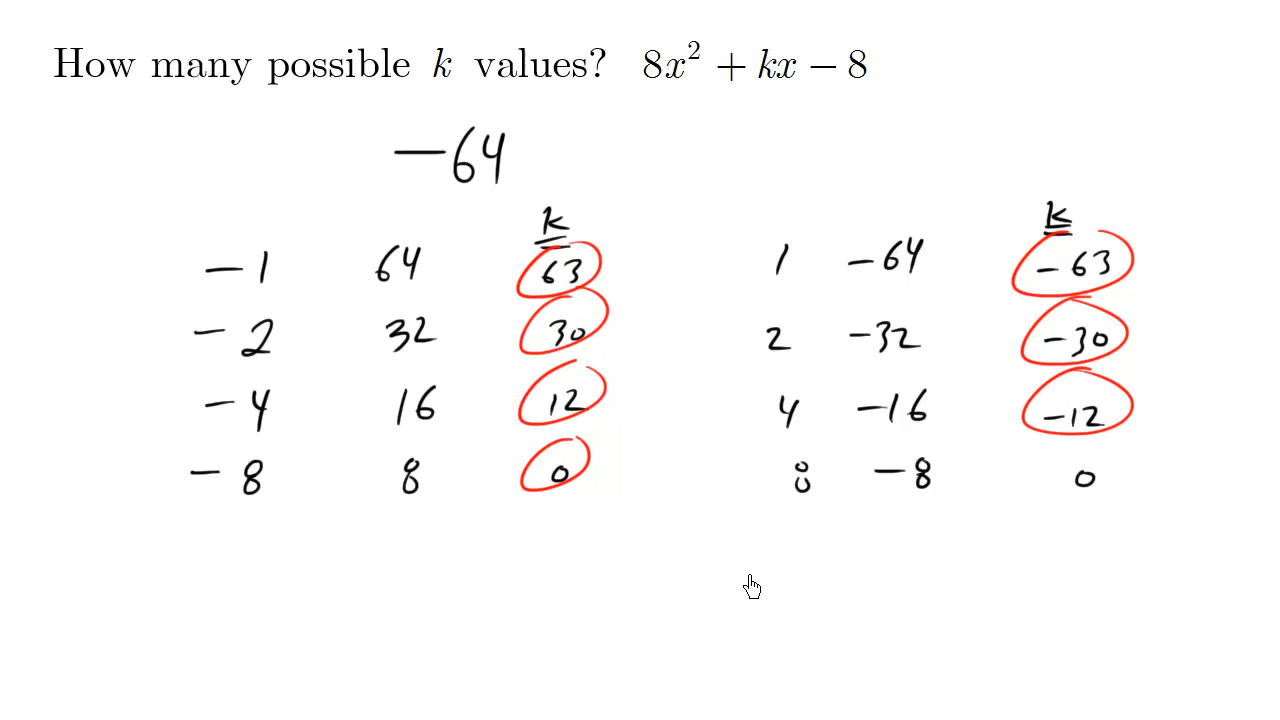 How many possible k values? 8x² + kx − 8
−64
k k
−1 64 63 1 −64 −63
−2 32 30 2 −32 −30
−4 16 12 4 −16 −12
−8 8 0 8 −8 0